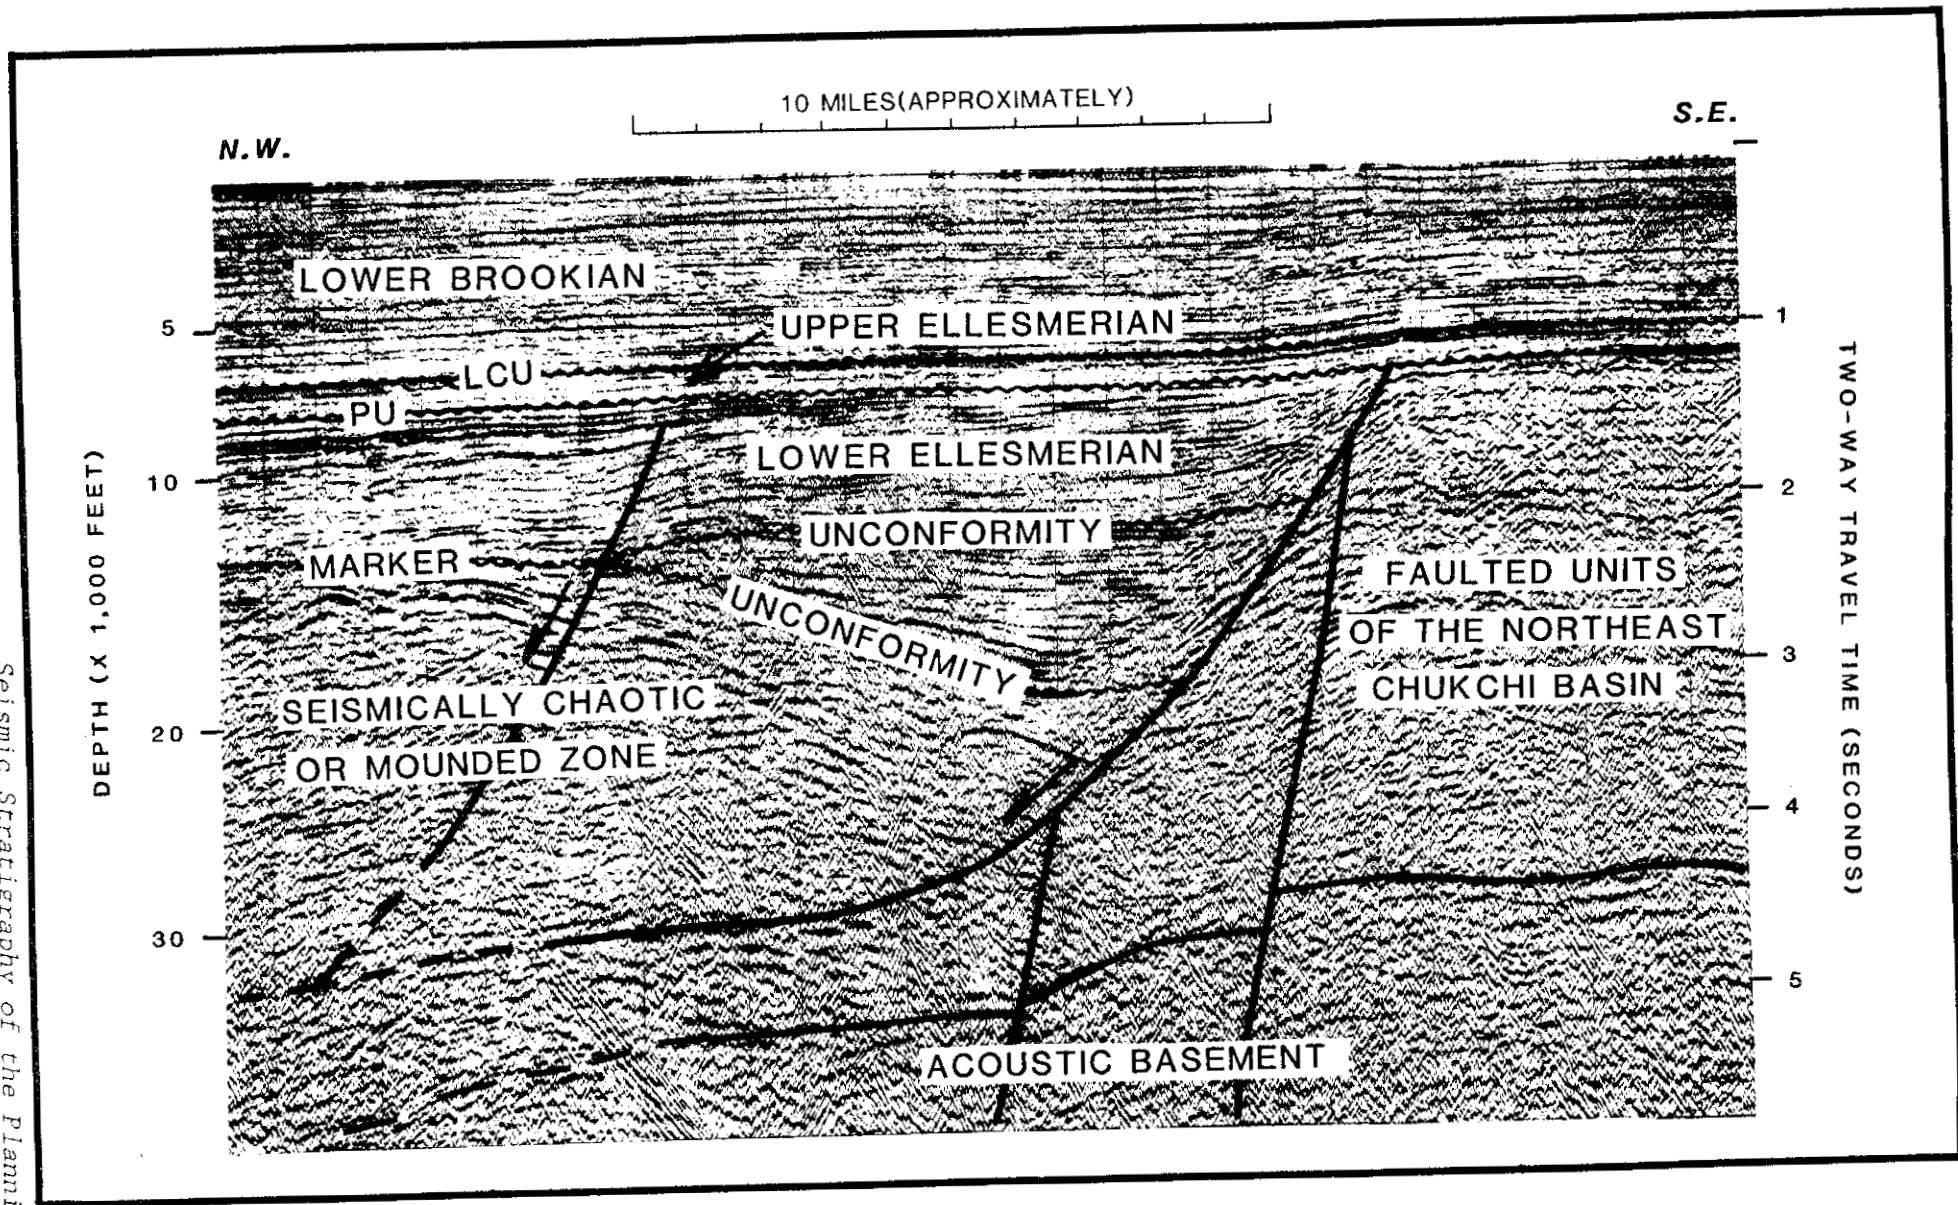 10 MILES(APPROXIMATELY)
N.W.
S.E.
LOWER BROOKIAN
UPPER ELLESMERIAN
LCU
PU
LOWER ELLESMERIAN
UNCONFORMITY
MARKER
UNCONFORMITY
FAULTED UNITS
OF THE NORTHEAST
CHUKCHI BASIN
SEISMICALLY CHAOTIC
OR MOUNDED ZONE
ACOUSTIC BASEMENT
DEPTH (X 1,000 FEET)
5
10
20
30
1
2
3
4
5
TWO-WAY TRAVEL TIME (SECONDS)
Seismic Stratigraphy of the